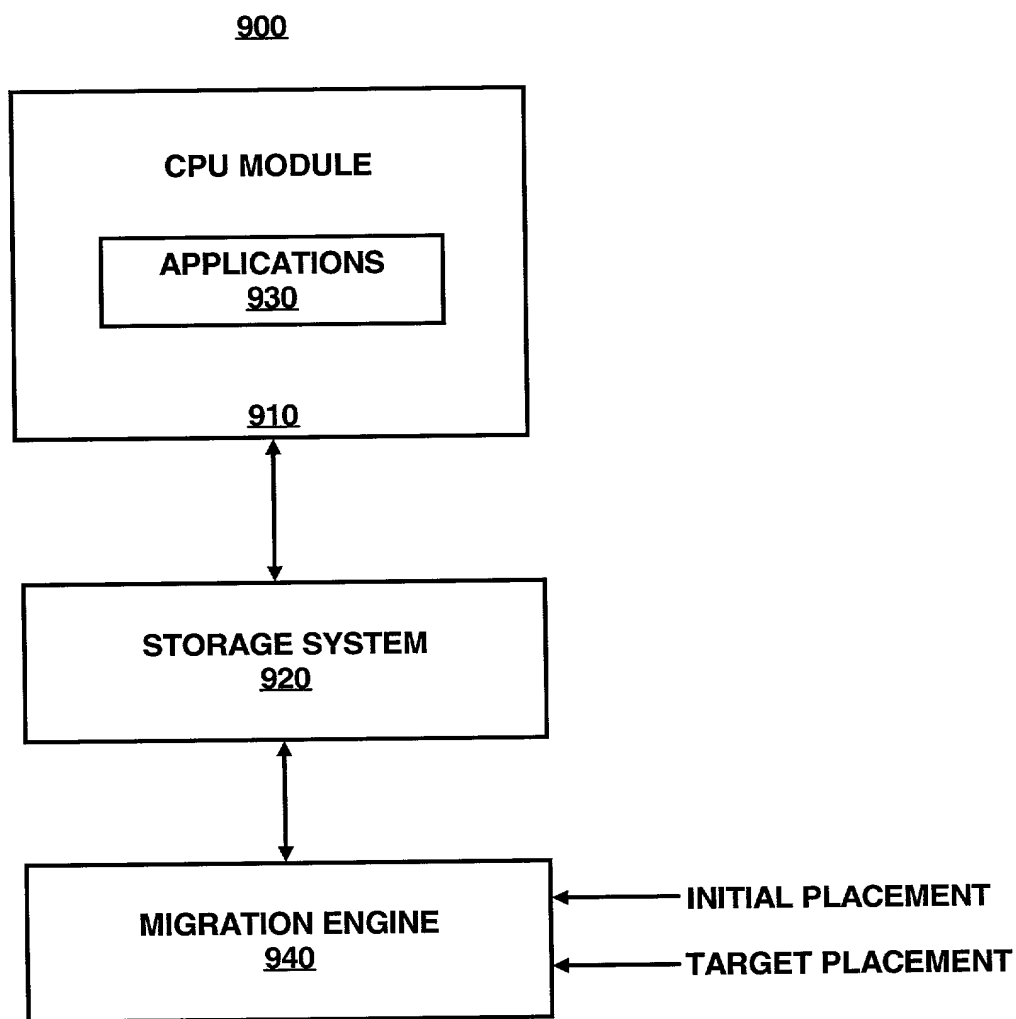 900
CPU MODULE
APPLICATIONS
930
910
STORAGE SYSTEM
920
MIGRATION ENGINE
940
INITIAL PLACEMENT
TARGET PLACEMENT